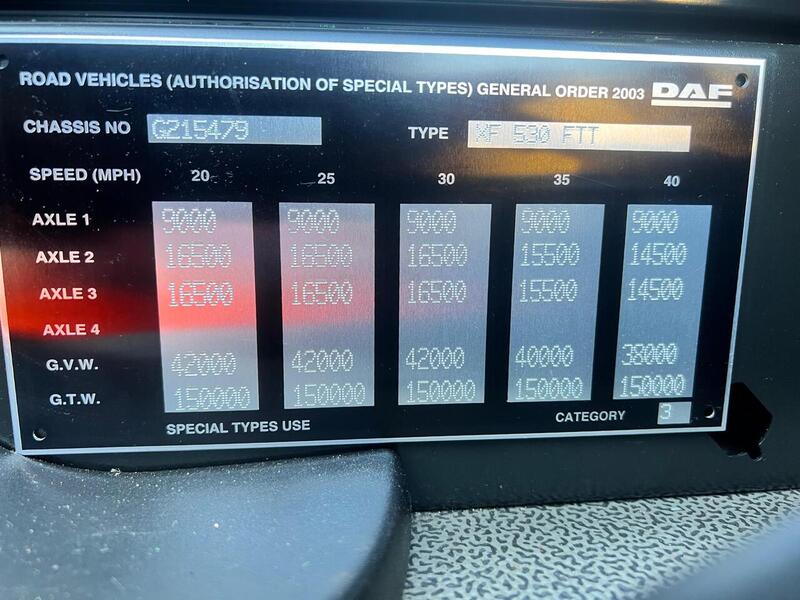 ROAD VEHICLES (AUTHORISATION OF SPECIAL TYPES) GENERAL ORDER 2003 DAF
CHASSIS NO G215479 TYPE XF 530 FTT
SPEED (MPH) 20 25 30 35 40
AXLE 1 9000 9000 9000 9000 9000
AXLE 2 16500 16500 16500 15500 14500
AXLE 3 16500 16500 16500 15500 14500
AXLE 4
G.V.W. 42000 42000 42000 40000 38000
G.T.W. 150000 150000 150000 150000 150000
SPECIAL TYPES USE CATEGORY 3